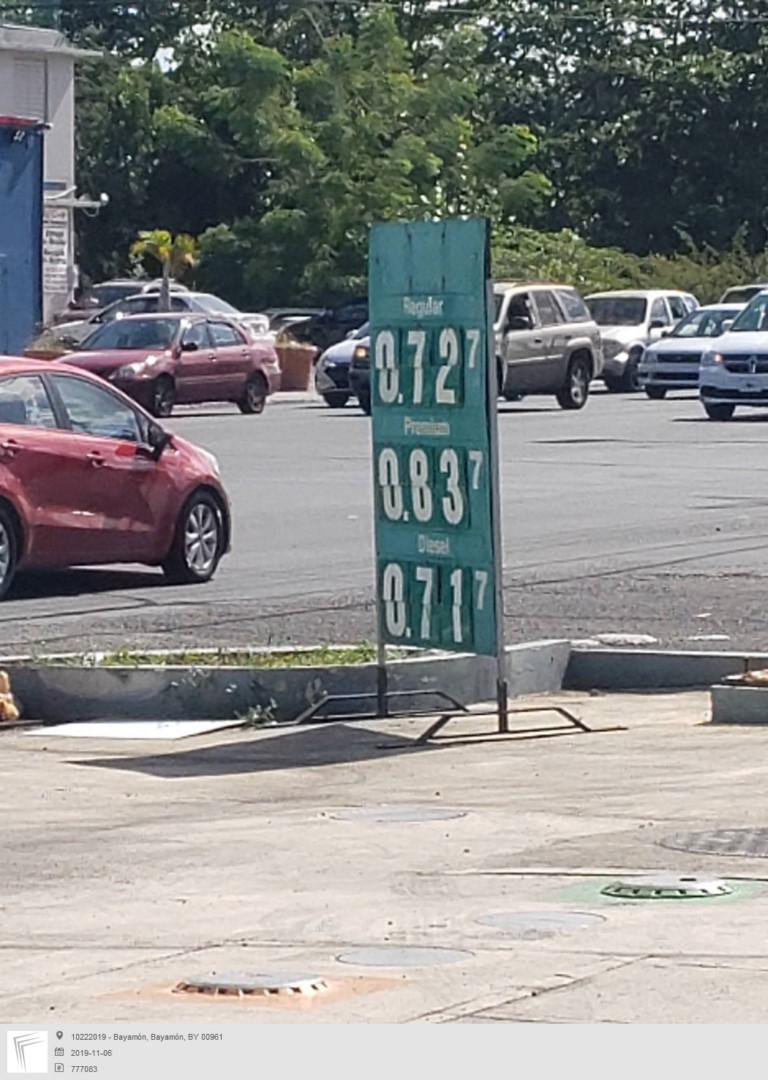 Regular
0.72 7
Premium
0.83 7
Diesel
0.71 7
10222019 - Bayamón, Bayamón, BY 00961
2019-11-06
777083